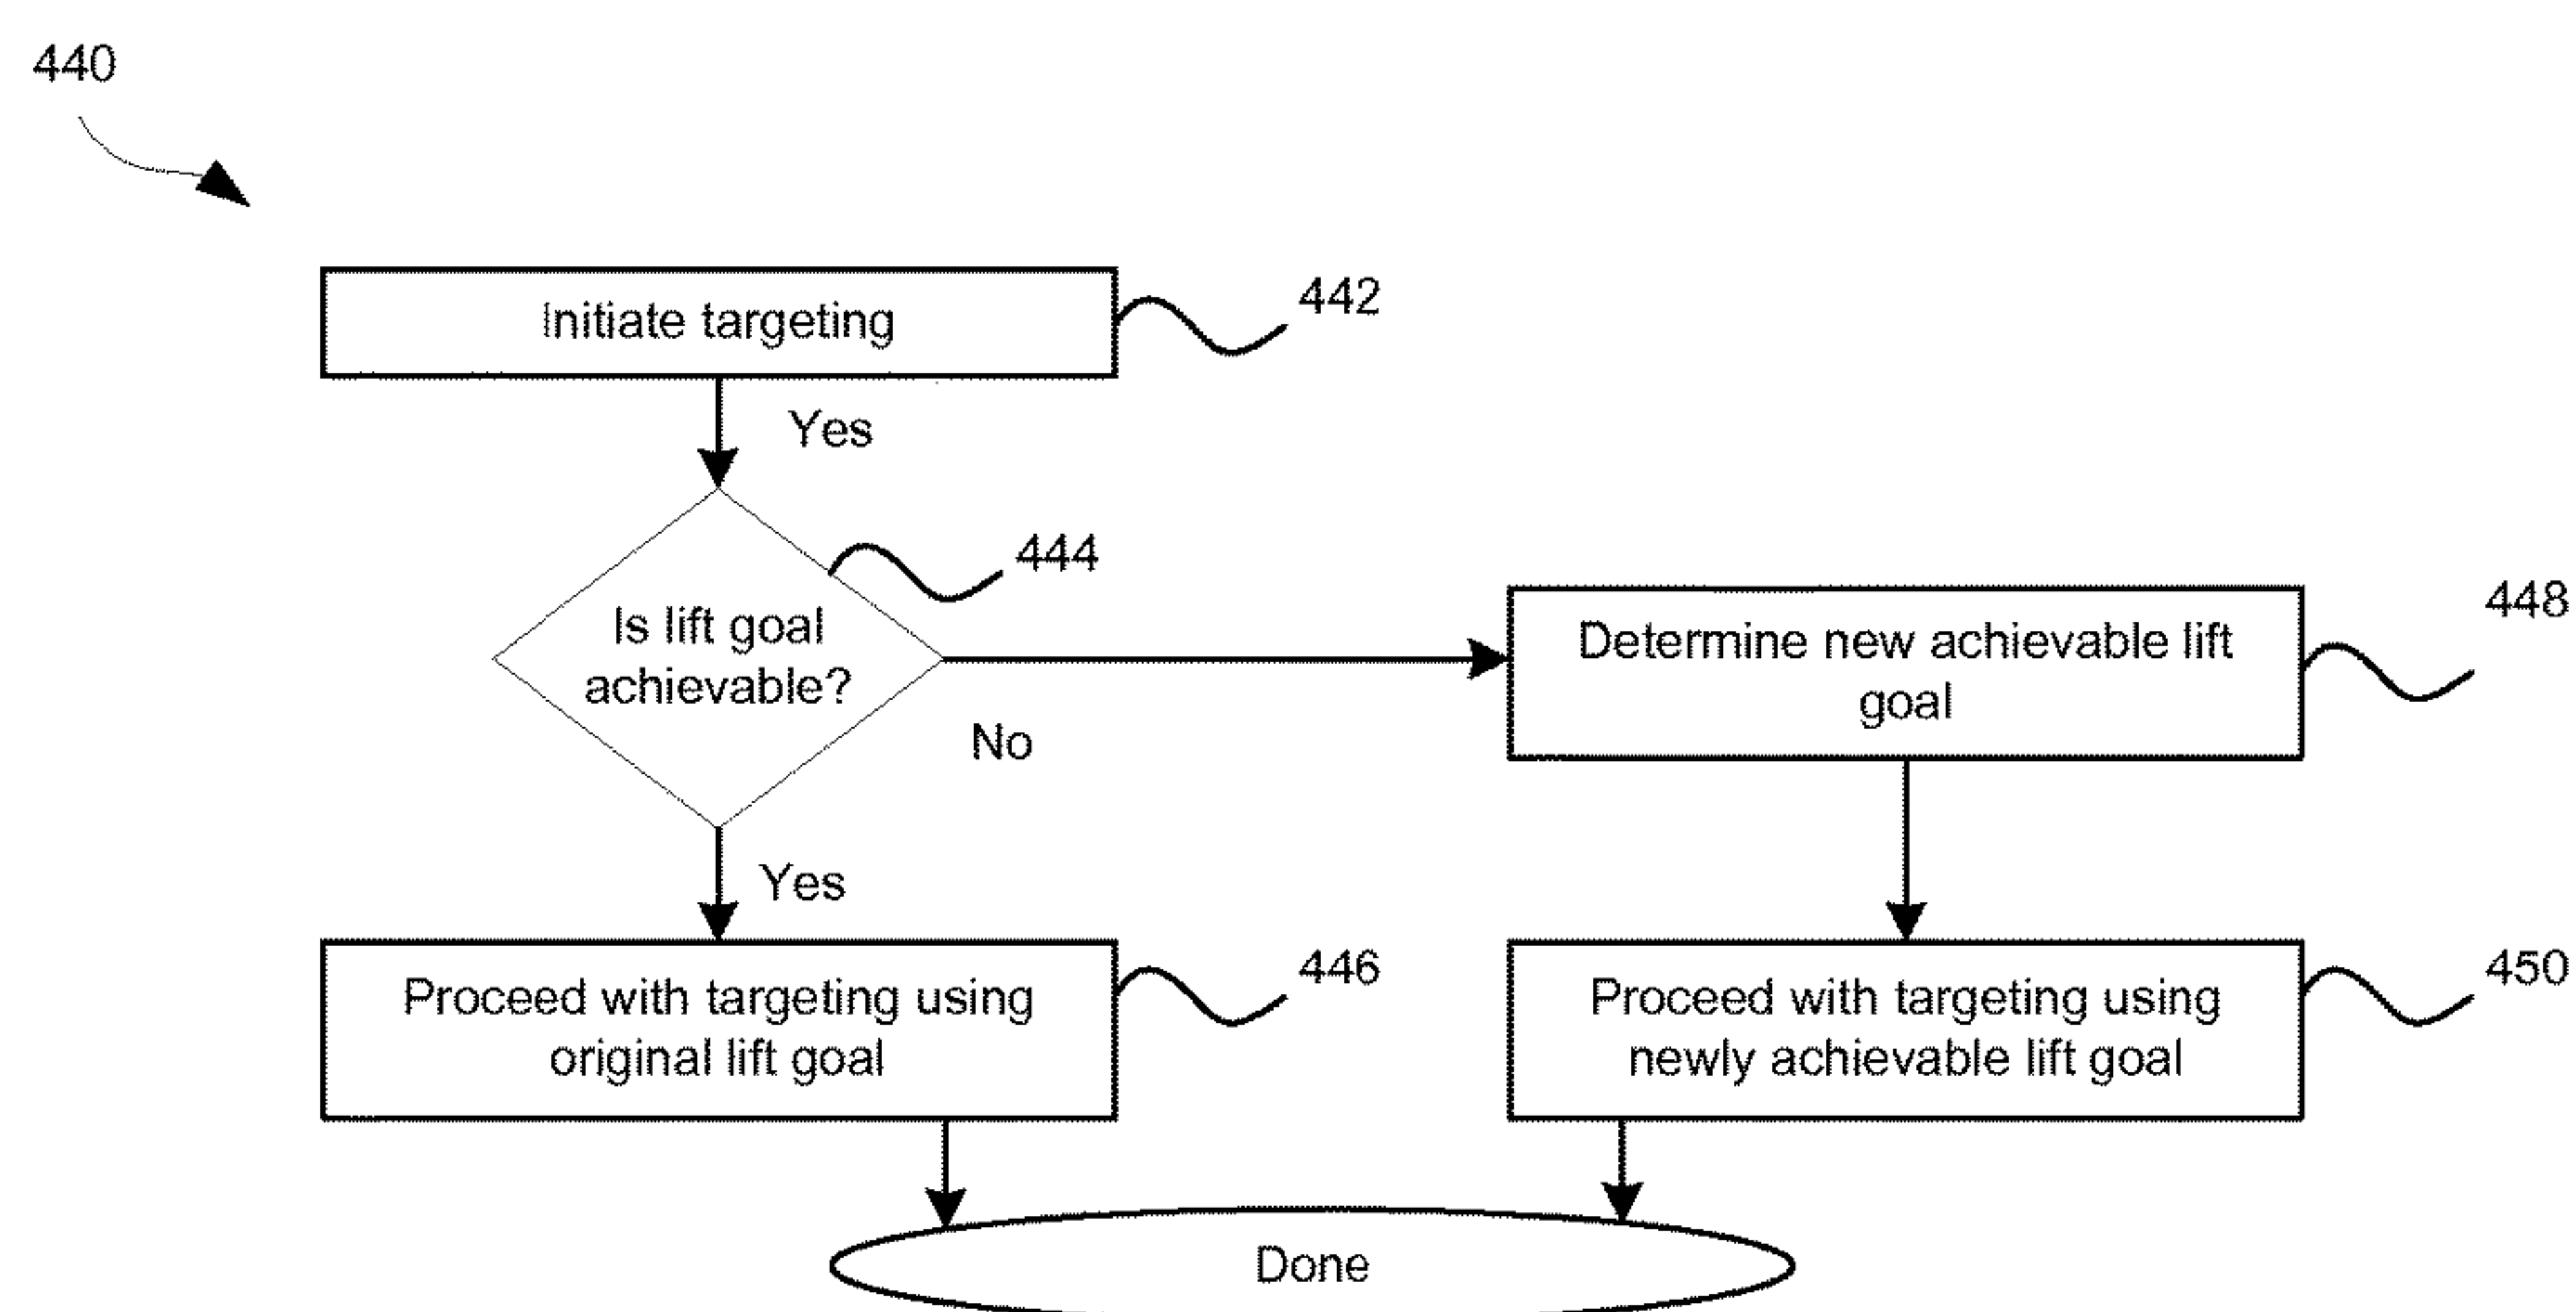 440
Initiate targeting
442
Yes
444
Is lift goal
achievable?
No
Determine new achievable lift
goal
448
Yes
Proceed with targeting using
original lift goal
446
Proceed with targeting using
newly achievable lift goal
450
Done